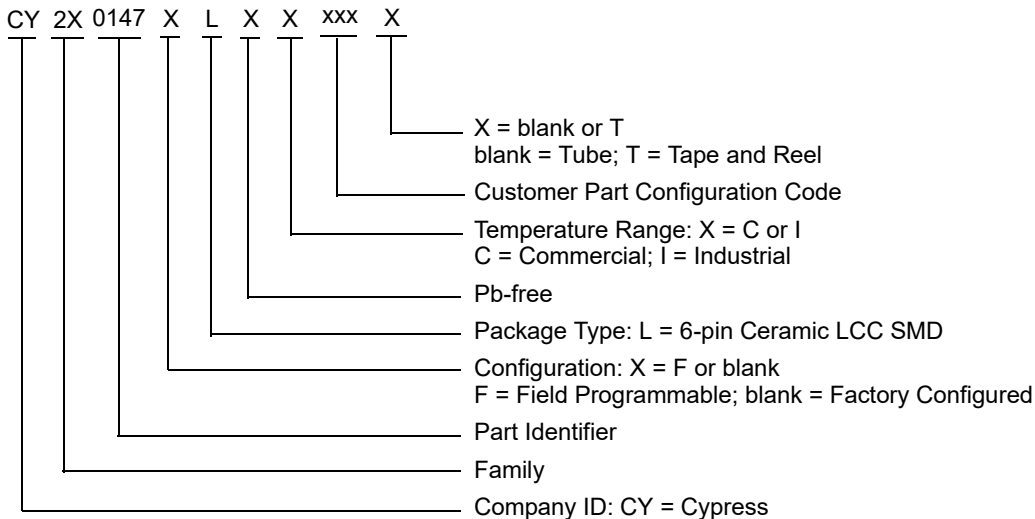 CY 2X 0147 X L X X xxx X
X = blank or T
blank = Tube; T = Tape and Reel
Customer Part Configuration Code
Temperature Range: X = C or I
C = Commercial; I = Industrial
Pb-free
Package Type: L = 6-pin Ceramic LCC SMD
Configuration: X = F or blank
F = Field Programmable; blank = Factory Configured
Part Identifier
Family
Company ID: CY = Cypress